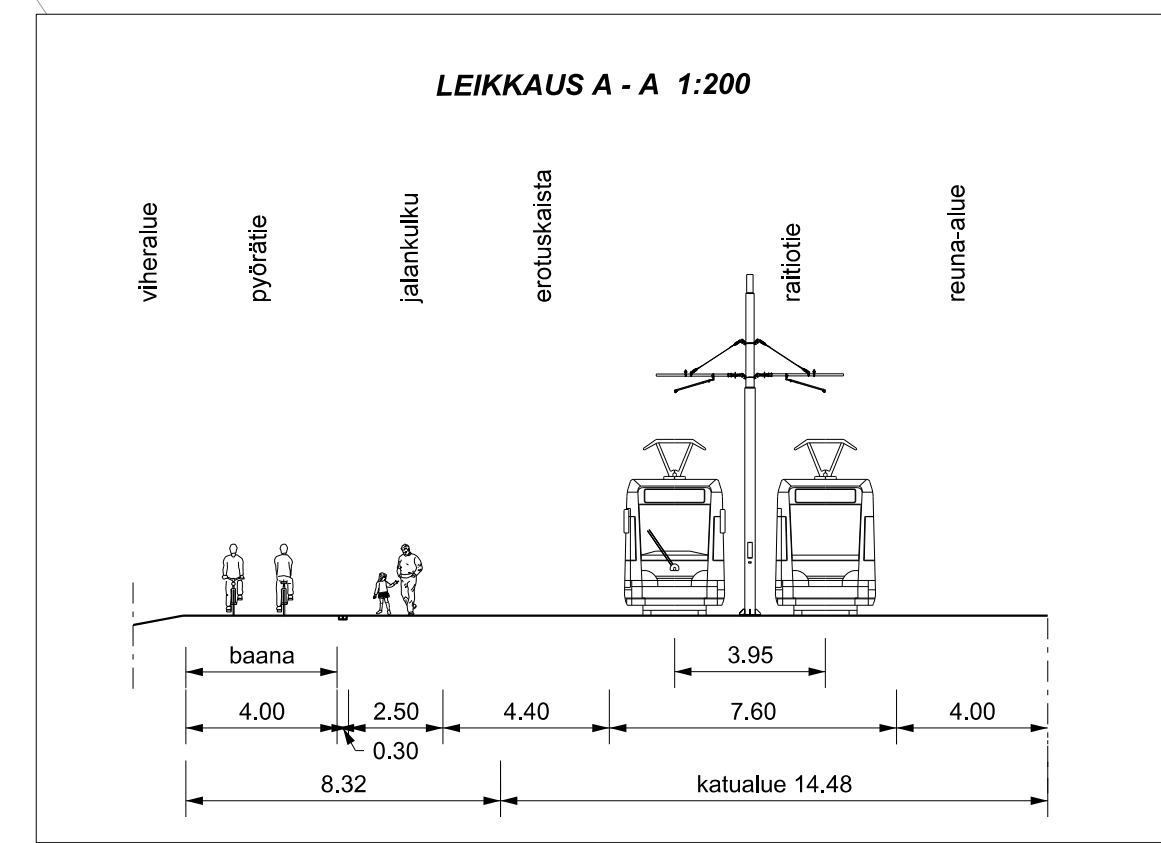 LEIKKAUS A - A 1:200
viheralue
pyörätie
jalankulku
erotuskaista
raitiotie
reuna-alue
baana
3.95
4.00
2.50
4.40
7.60
4.00
0.30
8.32
katualue 14.48